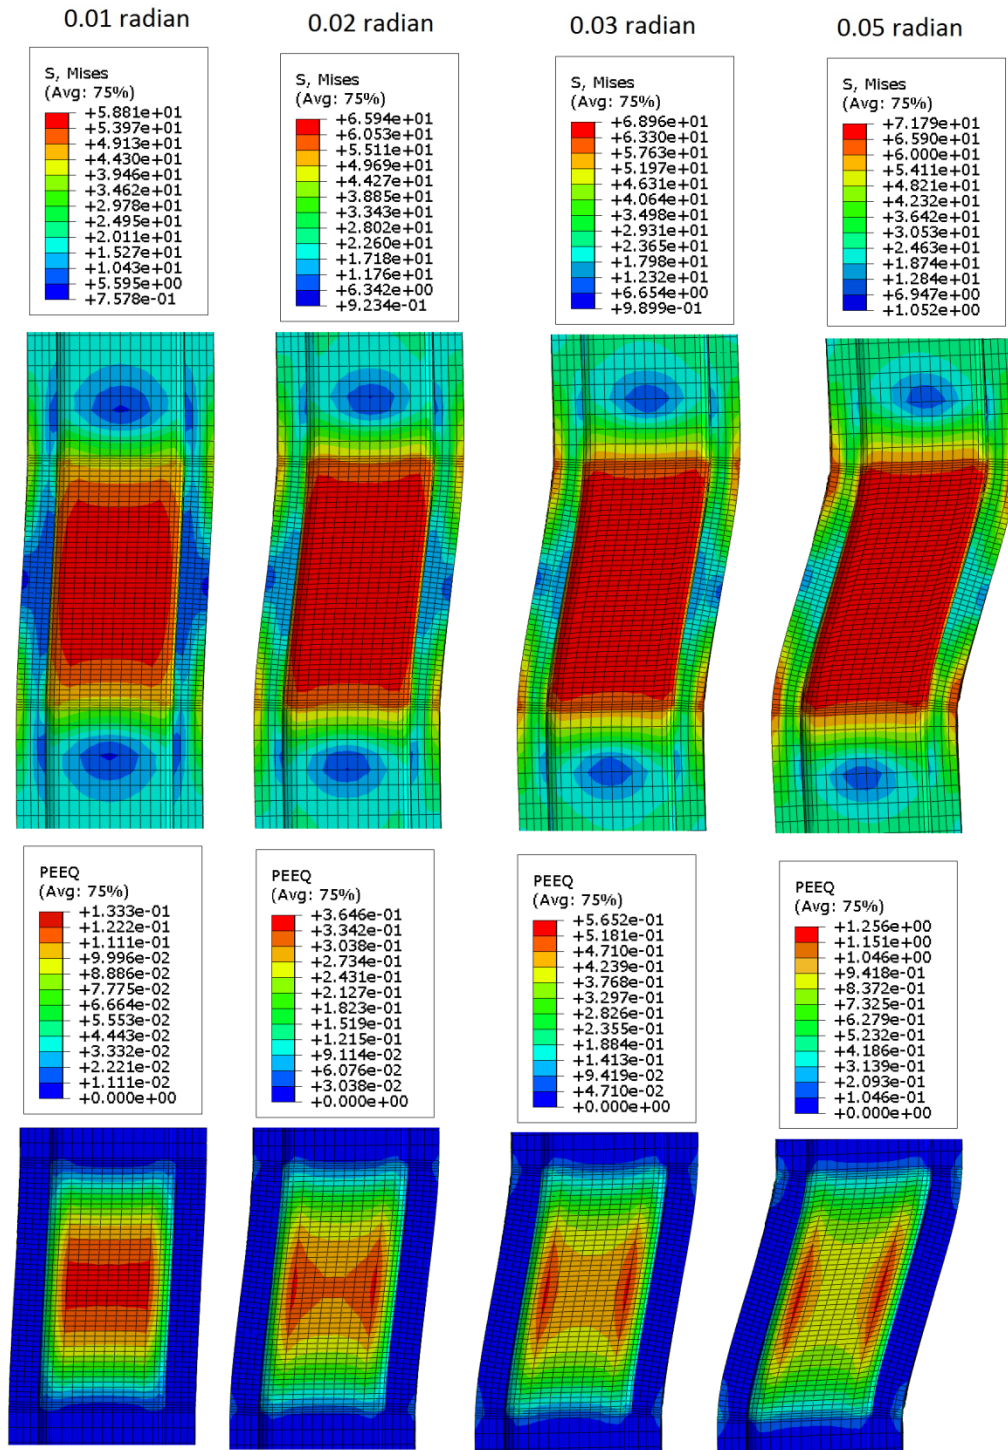 0.01 radian
0.02 radian
0.03 radian
0.05 radian
S, Mises
(Avg: 75%)
+5.881e+01
+5.397e+01
+4.913e+01
+4.430e+01
+3.946e+01
+3.462e+01
+2.978e+01
+2.495e+01
+2.011e+01
+1.527e+01
+1.043e+01
+5.595e+00
+7.578e-01
S, Mises
(Avg: 75%)
+6.594e+01
+6.053e+01
+5.511e+01
+4.969e+01
+4.427e+01
+3.885e+01
+3.343e+01
+2.802e+01
+2.260e+01
+1.718e+01
+1.176e+01
+6.342e+00
+9.234e-01
S, Mises
(Avg: 75%)
+6.896e+01
+6.330e+01
+5.763e+01
+5.197e+01
+4.631e+01
+4.064e+01
+3.498e+01
+2.931e+01
+2.365e+01
+1.798e+01
+1.232e+01
+6.654e+00
+9.899e-01
S, Mises
(Avg: 75%)
+7.179e+01
+6.590e+01
+6.000e+01
+5.411e+01
+4.821e+01
+4.232e+01
+3.642e+01
+3.053e+01
+2.463e+01
+1.874e+01
+1.284e+01
+6.947e+00
+1.052e+00
PEEQ
(Avg: 75%)
+1.333e-01
+1.222e-01
+1.111e-01
+9.996e-02
+8.886e-02
+7.775e-02
+6.664e-02
+5.553e-02
+4.443e-02
+3.332e-02
+2.221e-02
+1.111e-02
+0.000e+00
PEEQ
(Avg: 75%)
+3.646e-01
+3.342e-01
+3.038e-01
+2.734e-01
+2.431e-01
+2.127e-01
+1.823e-01
+1.519e-01
+1.215e-01
+9.114e-02
+6.076e-02
+3.038e-02
+0.000e+00
PEEQ
(Avg: 75%)
+5.652e-01
+5.181e-01
+4.710e-01
+4.239e-01
+3.768e-01
+3.297e-01
+2.826e-01
+2.355e-01
+1.884e-01
+1.413e-01
+9.419e-02
+4.710e-02
+0.000e+00
PEEQ
(Avg: 75%)
+1.256e+00
+1.151e+00
+1.046e+00
+9.418e-01
+8.372e-01
+7.325e-01
+6.279e-01
+5.232e-01
+4.186e-01
+3.139e-01
+2.093e-01
+1.046e-01
+0.000e+00